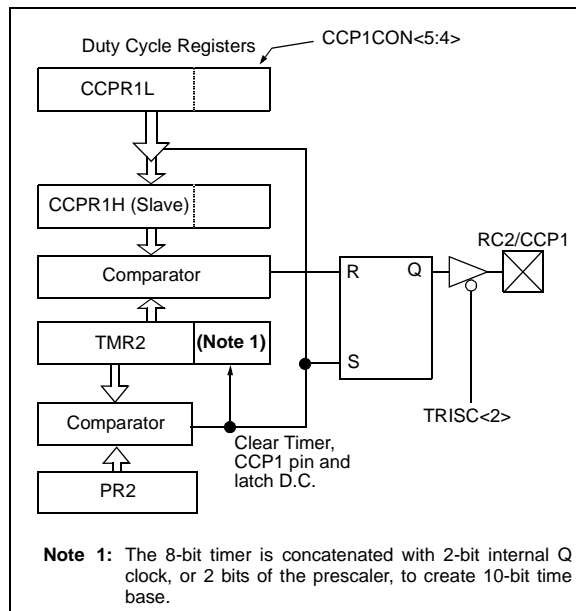 Duty Cycle Registers
CCP1CON<5:4>
CCPR1L
CCPR1H (Slave)
Comparator
TMR2
(Note 1)
Comparator
PR2
R
Q
S
RC2/CCP1
TRISC<2>
Clear Timer,
CCP1 pin and
latch D.C.
Note 1: The 8-bit timer is concatenated with 2-bit internal Q
clock, or 2 bits of the prescaler, to create 10-bit time
base.